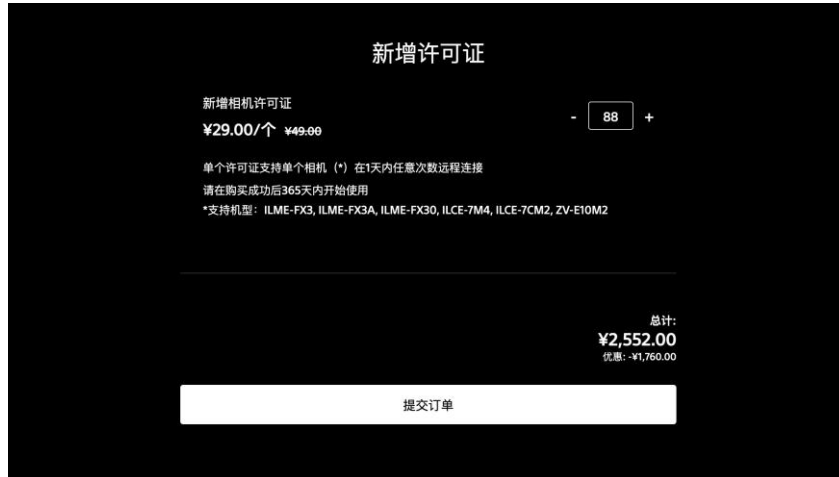 新增许可证
新增相机许可证
¥29.00/个 ¥49.00
- 88 +
单个许可证支持单个相机（*）在1天内任意次数远程连接
请在购买成功后365天内开始使用
*支持机型：ILME-FX3, ILME-FX3A, ILME-FX30, ILCE-7M4, ILCE-7CM2, ZV-E10M2
总计:
¥2,552.00
优惠: -¥1,760.00
提交订单